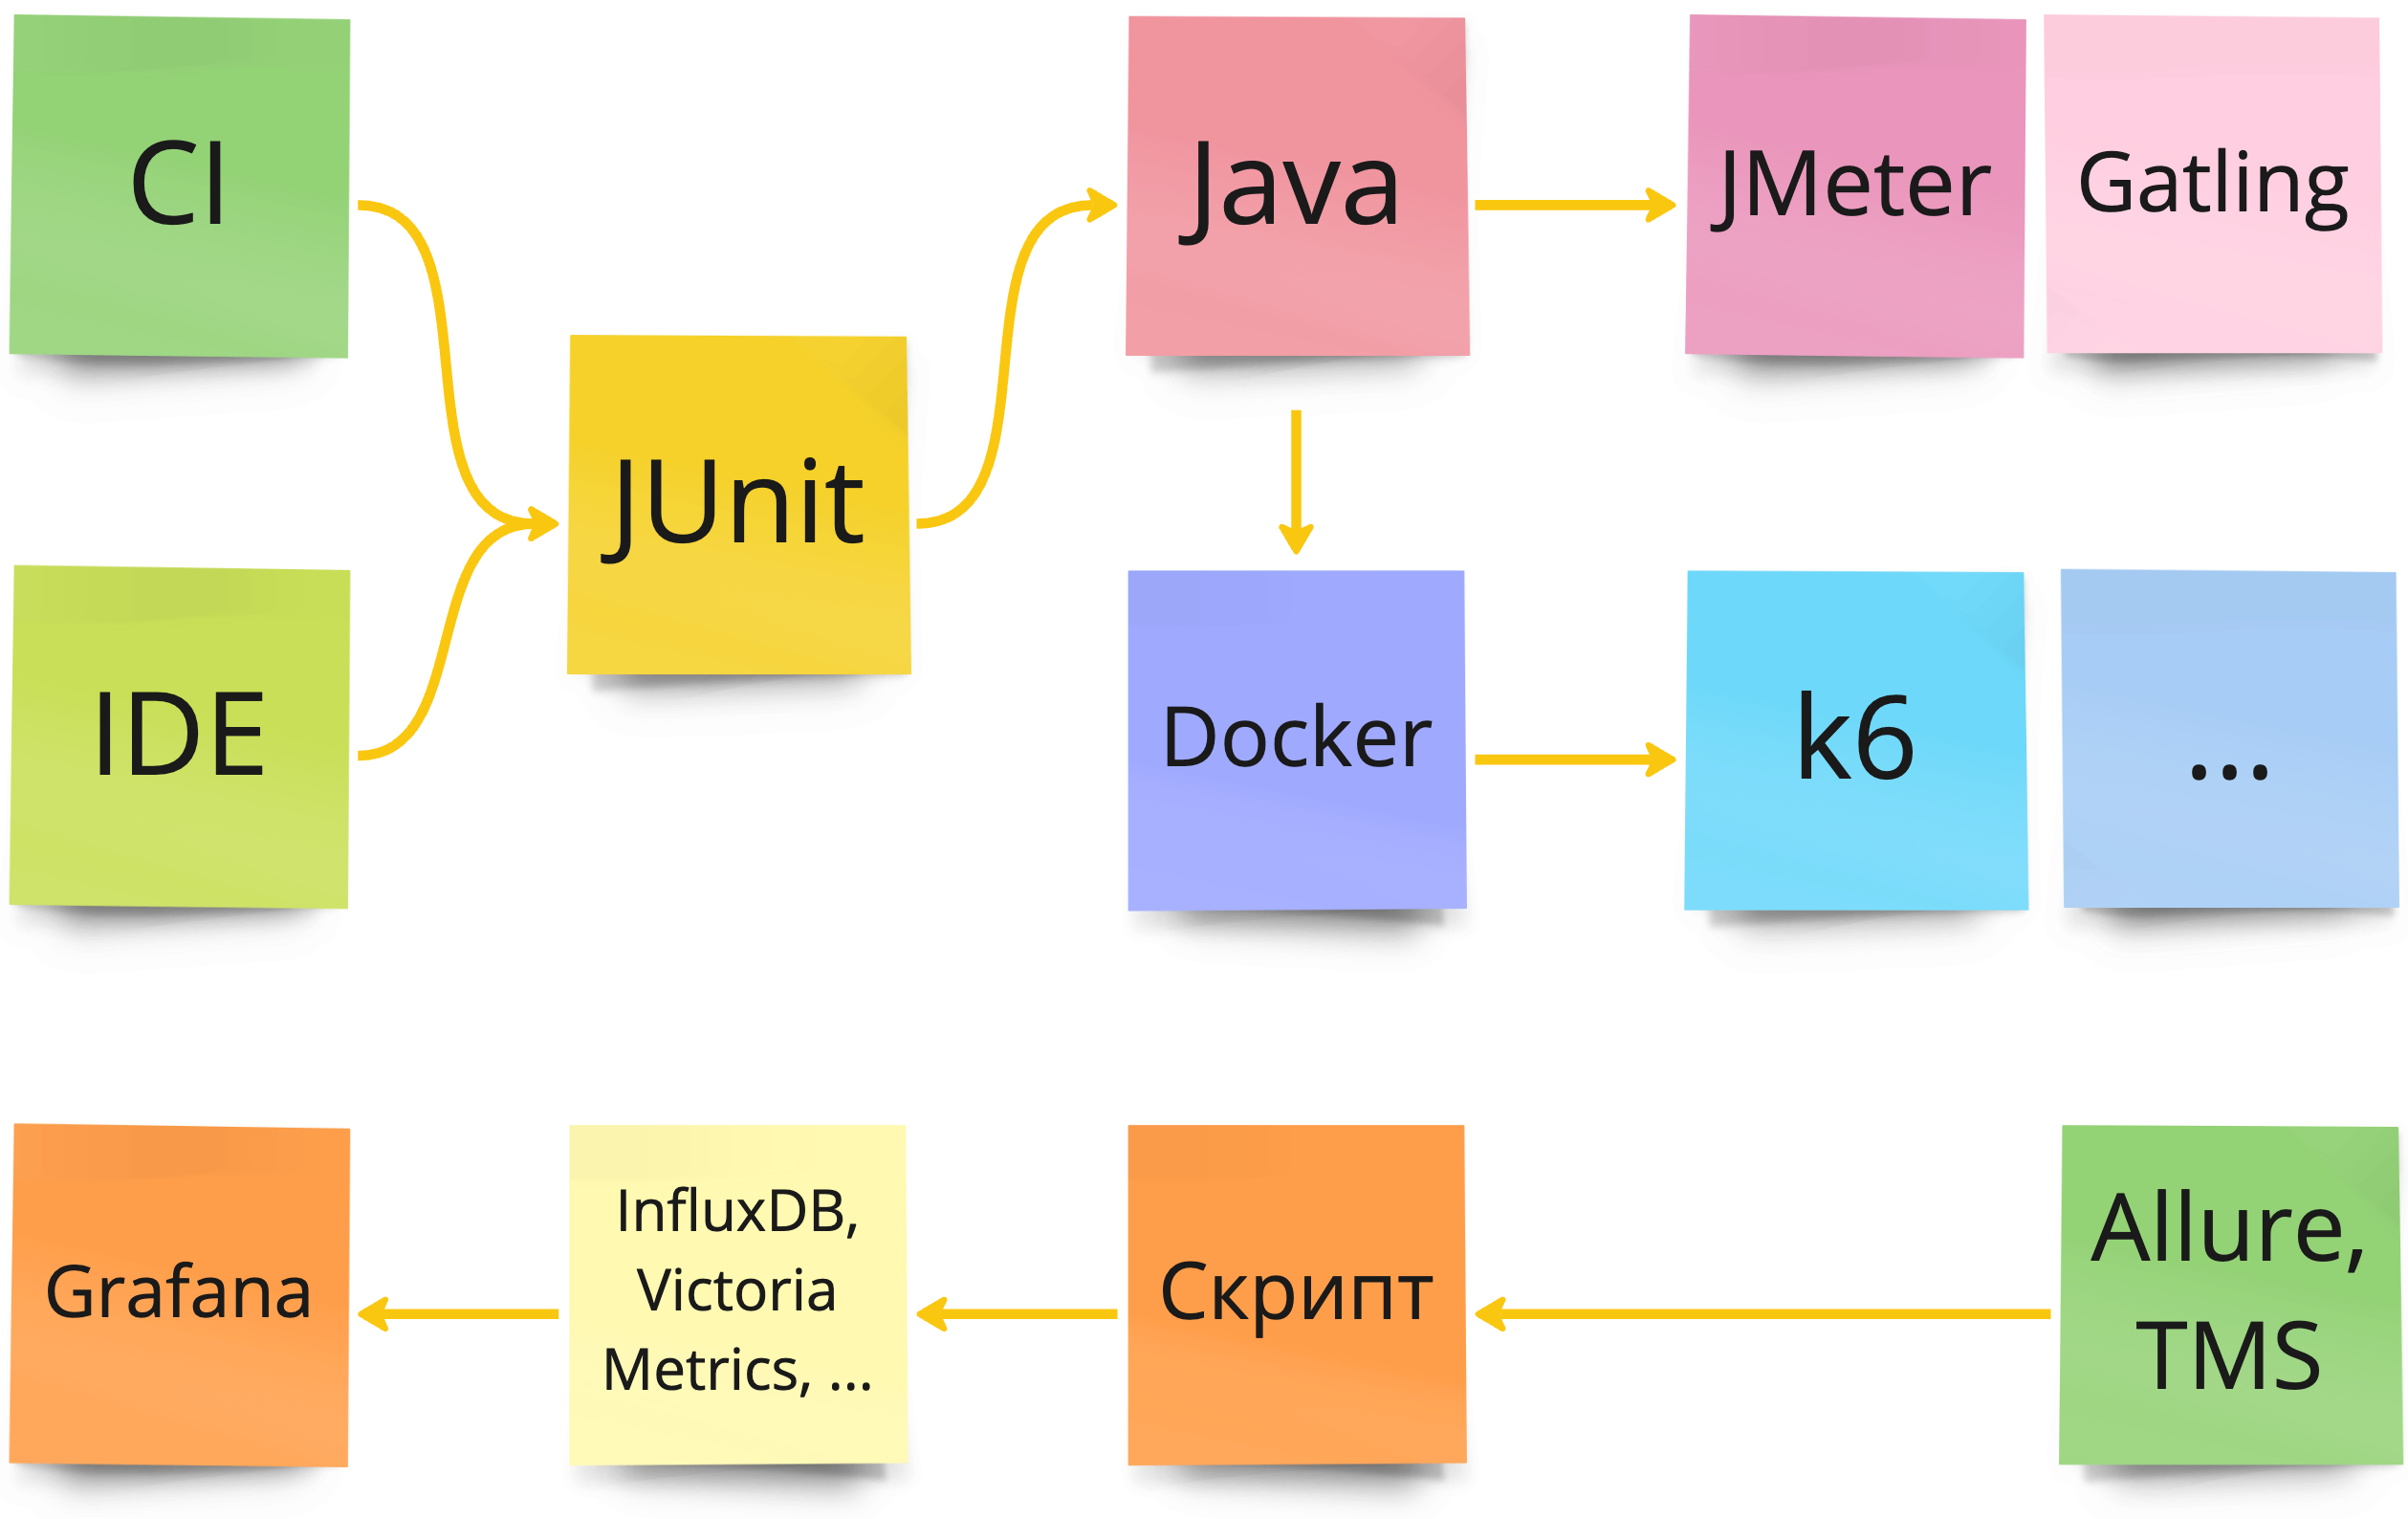 CI
Java
JMeter
Gatling
JUnit
IDE
Docker
k6
...
Grafana
InfluxDB,
Victoria
Metrics, ...
Скрипт
Allure,
TMS